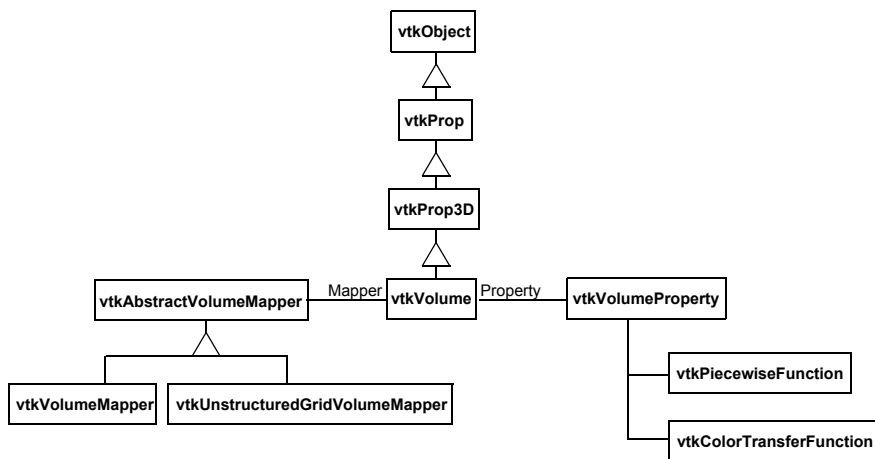 vtkObject
vtkProp
vtkProp3D
vtkAbstractVolumeMapper
Mapper
vtkVolume
Property
vtkVolumeProperty
vtkPiecewiseFunction
vtkVolumeMapper
vtkUnstructuredGridVolumeMapper
vtkColorTransferFunction